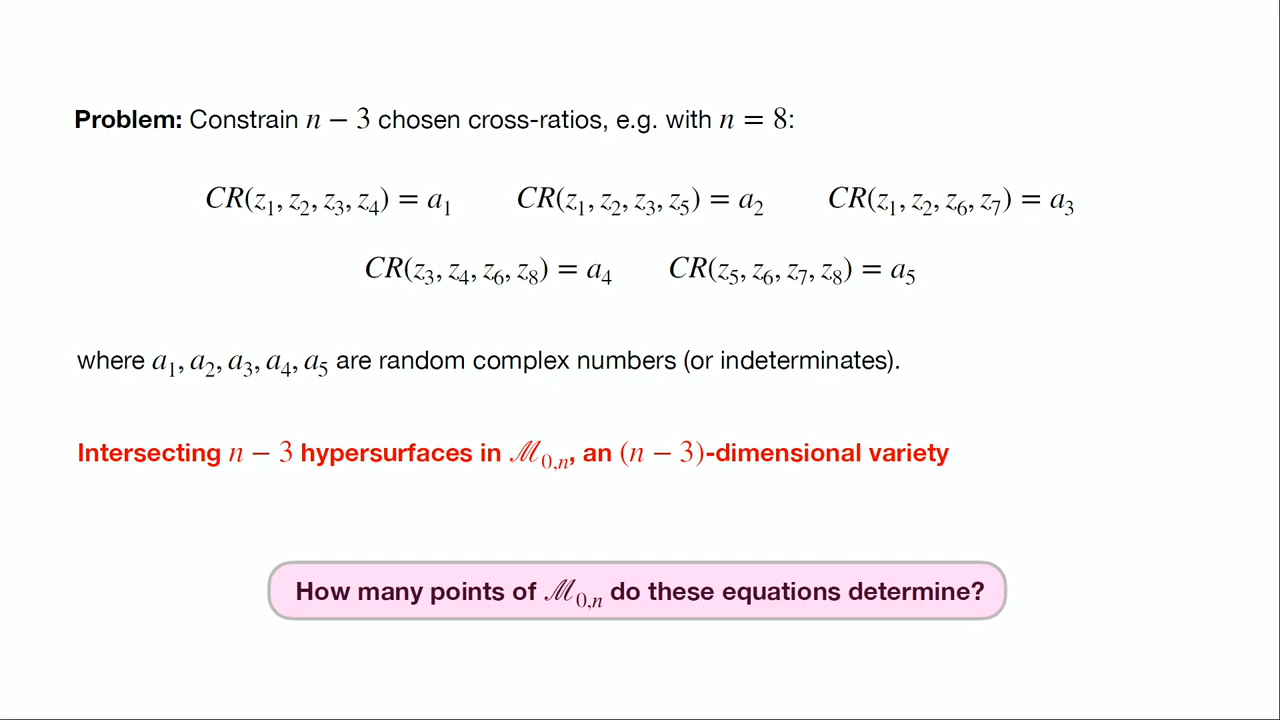 Problem: Constrain n − 3 chosen cross-ratios, e.g. with n = 8:
CR(z₁, z₂, z₃, z₄) = a₁ CR(z₁, z₂, z₃, z₅) = a₂ CR(z₁, z₂, z₆, z₇) = a₃
CR(z₃, z₄, z₆, z₈) = a₄ CR(z₅, z₆, z₇, z₈) = a₅
where a₁, a₂, a₃, a₄, a₅ are random complex numbers (or indeterminates).
Intersecting n − 3 hypersurfaces in ℳ₀,ₙ, an (n − 3)-dimensional variety
How many points of ℳ₀,ₙ do these equations determine?